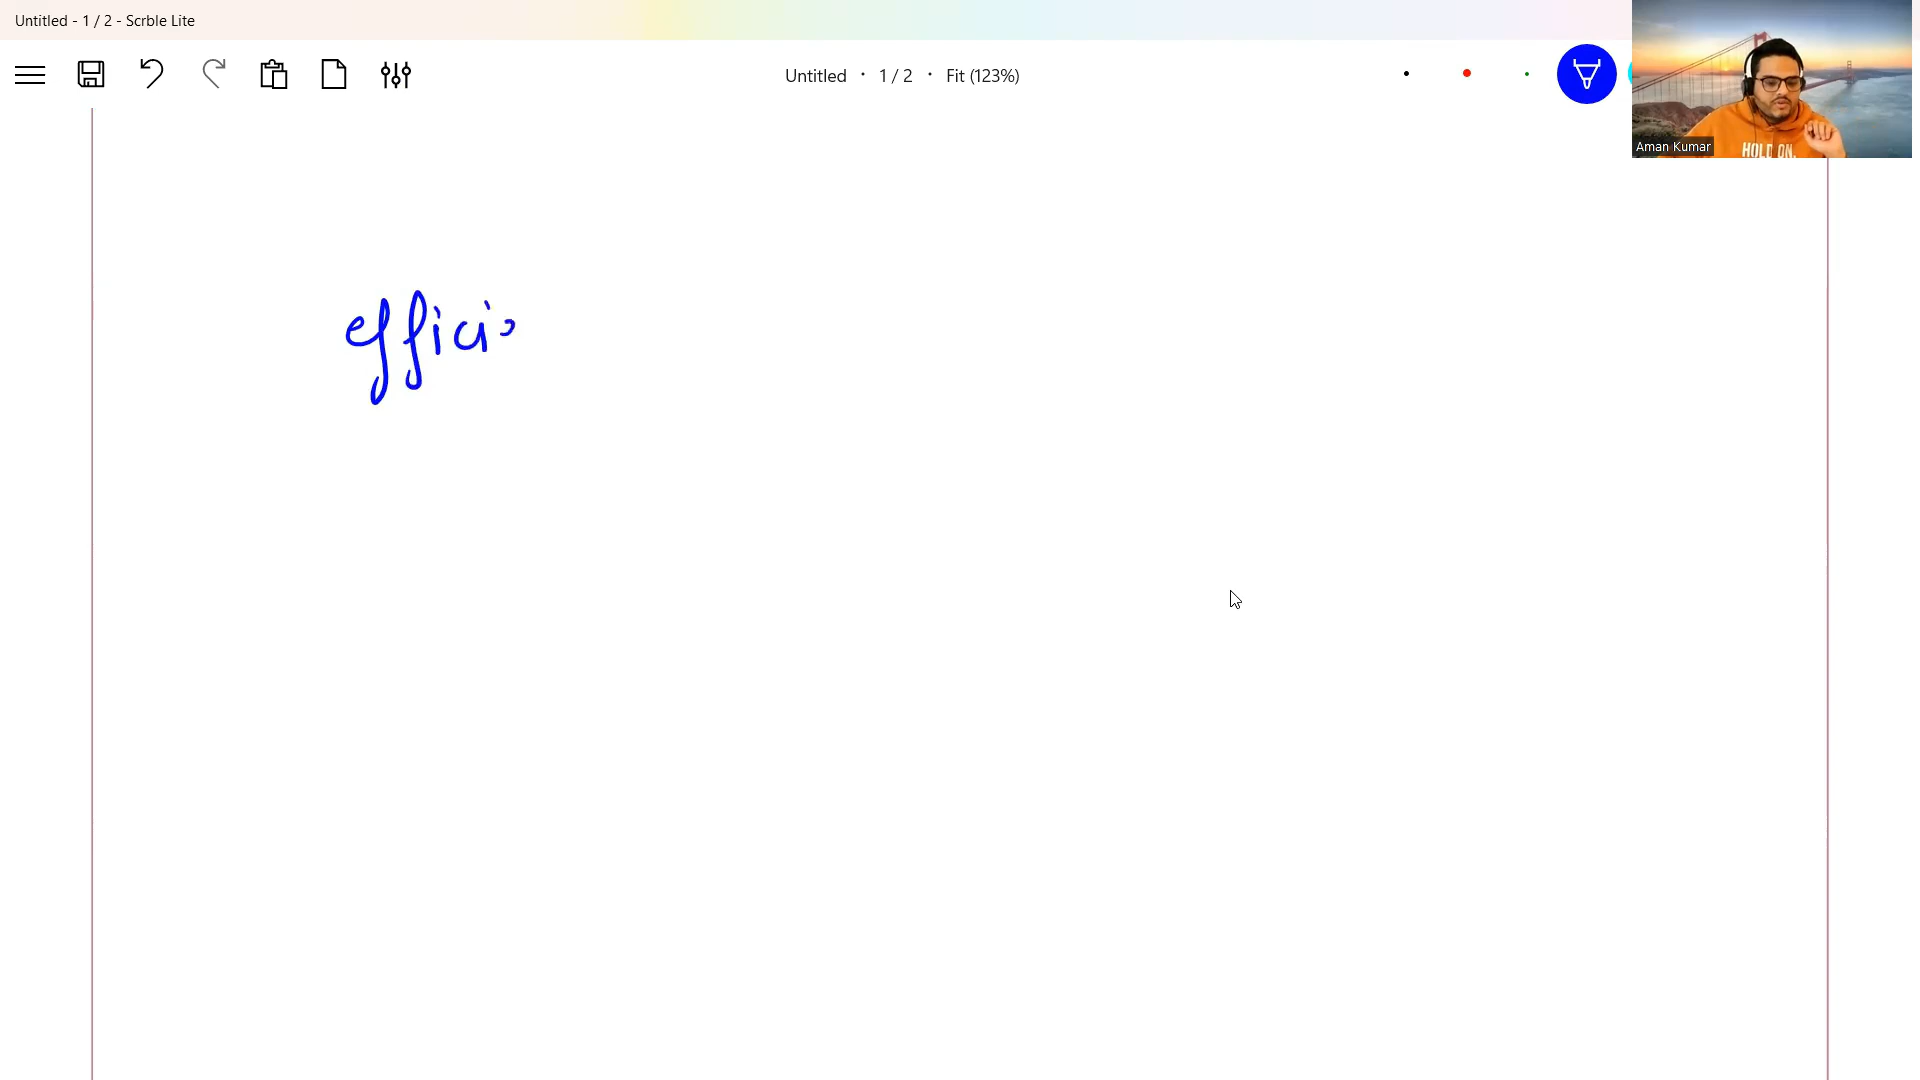 Untitled - 1 / 2 - Scrble Lite
Untitled • 1 / 2 • Fit (123%)
Aman Kumar
HOLD ON.
effici